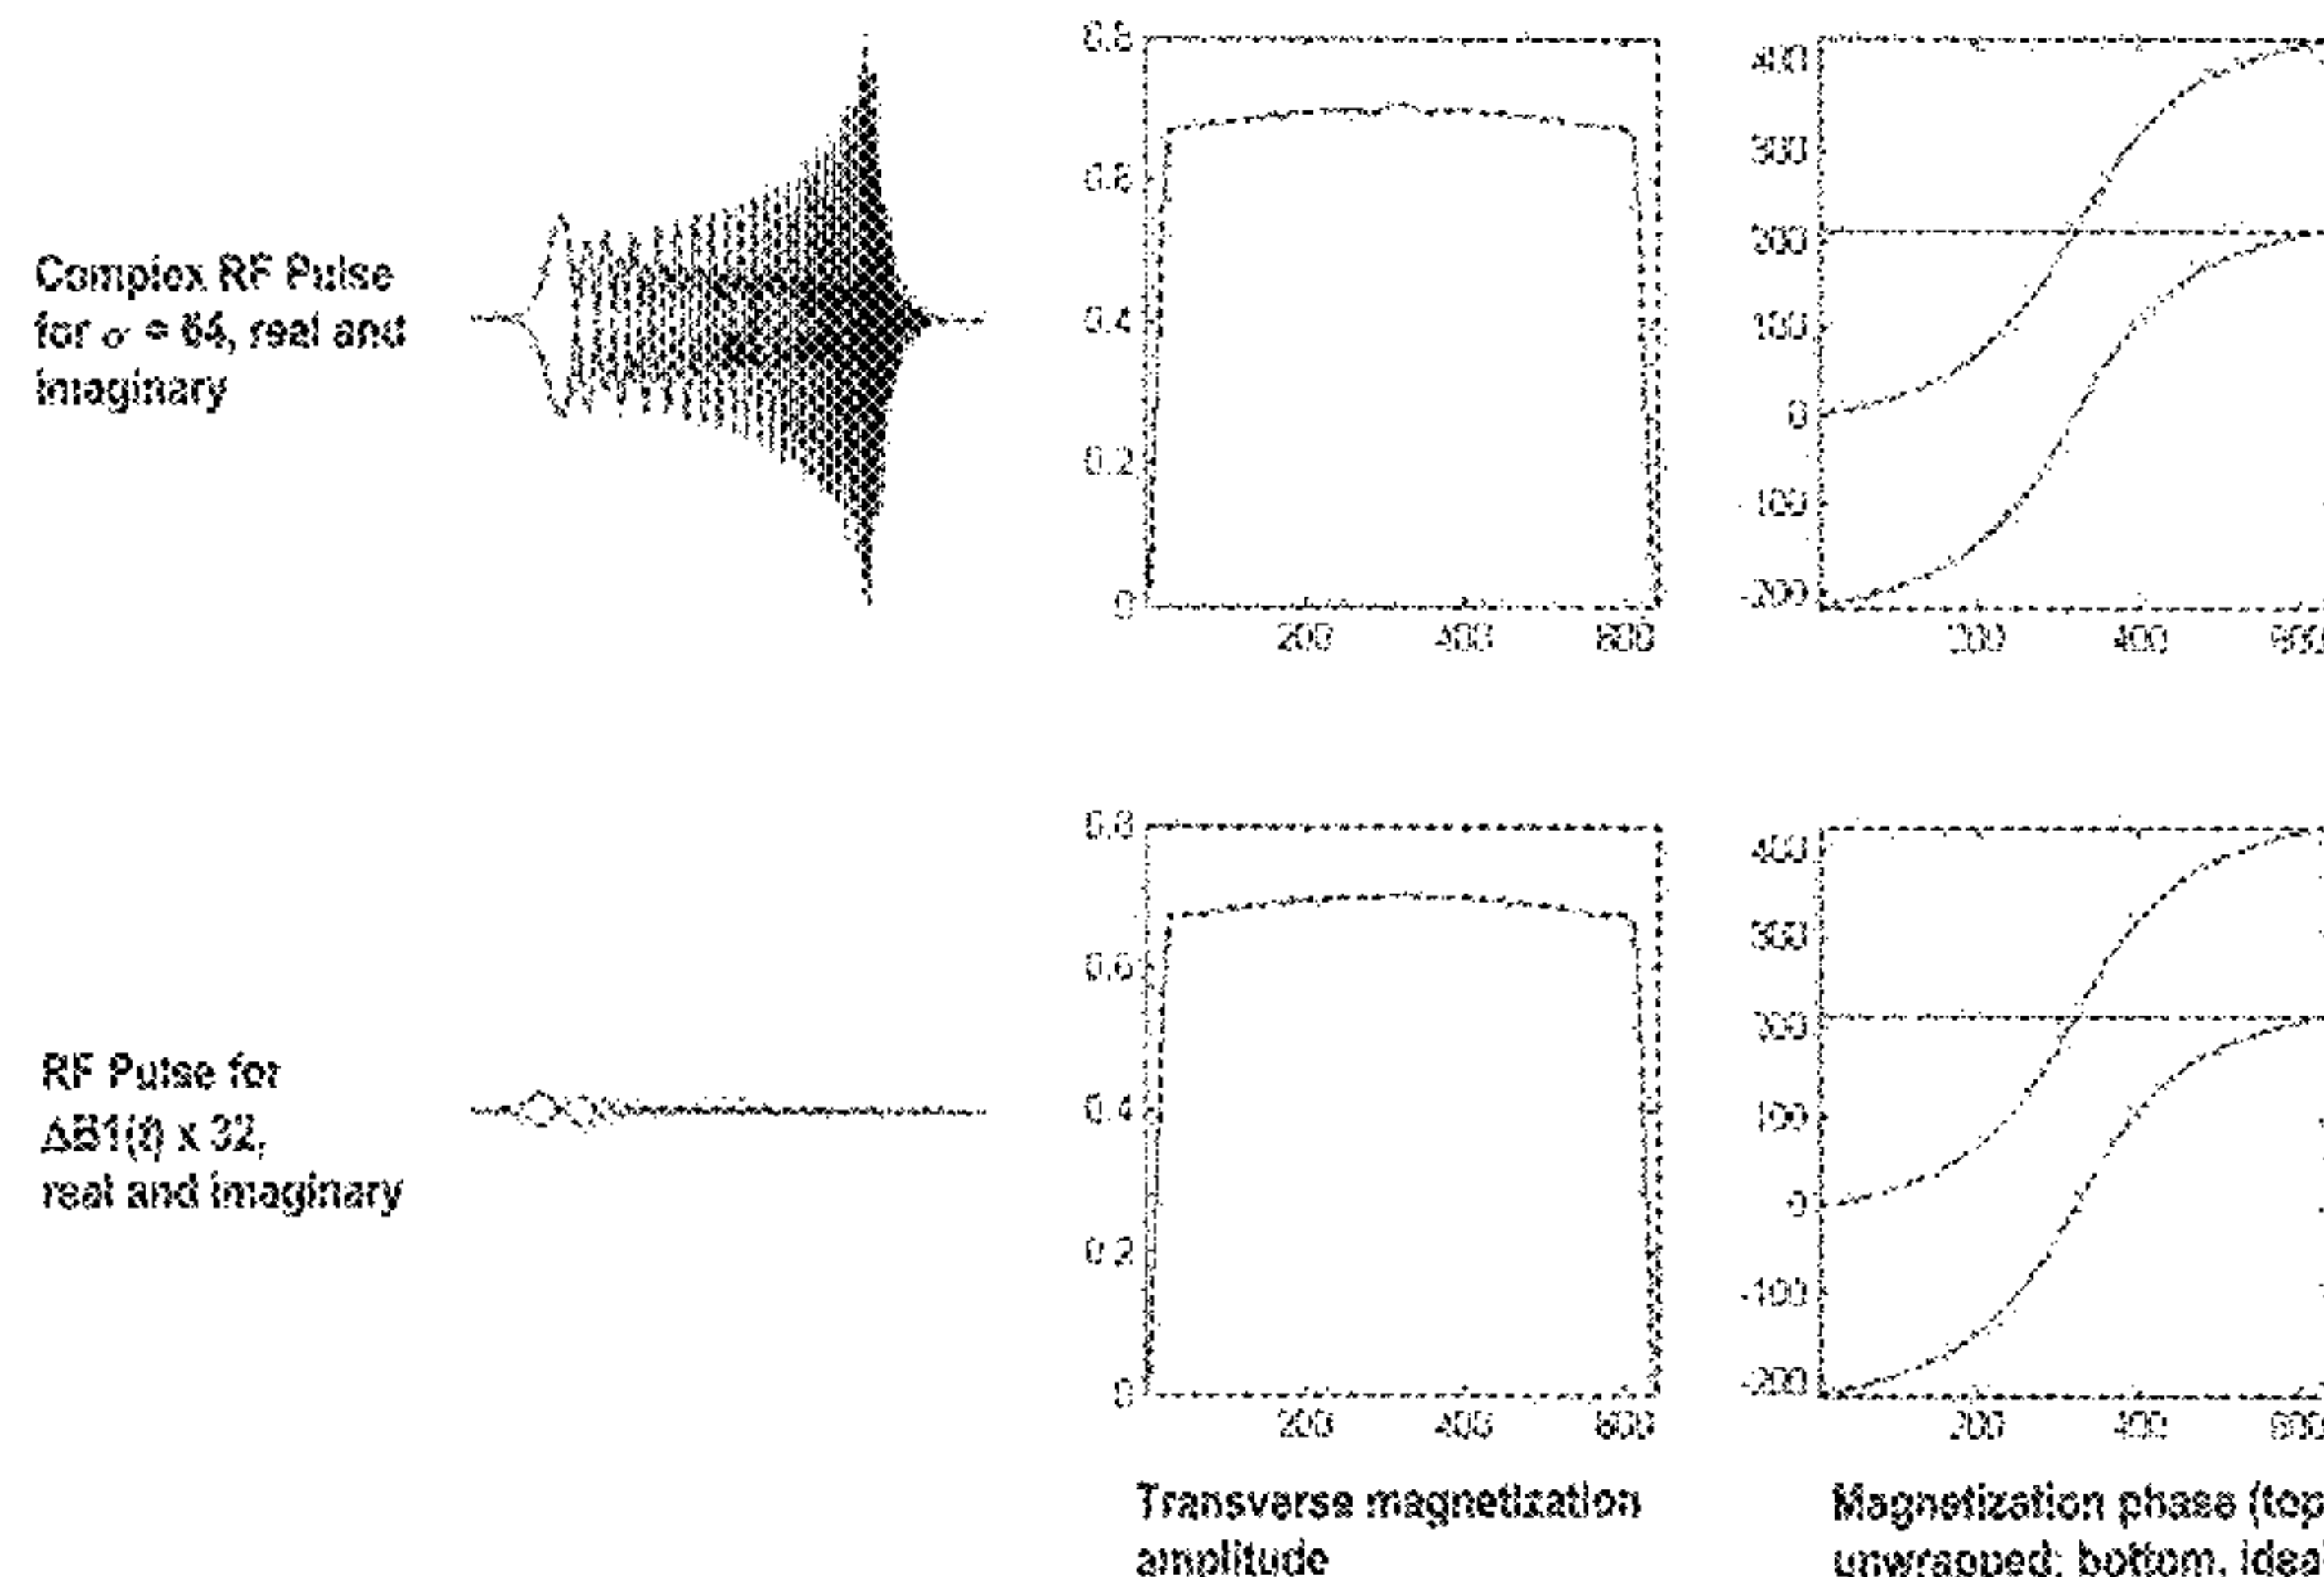 Complex RF Pulse
for σ = 64, real and
imaginary
0.8
0.6
0.4
0.2
0
200 400 600
400
300
200
100
0
-100
-200
200 400 600
RF Pulse for
ΔB1(t) x 32,
real and imaginary
0.8
0.6
0.4
0.2
0
200 400 600
400
300
200
100
0
-100
-200
200 400 600
Transverse magnetization
amplitude
Magnetization phase (top,
unwrapped; bottom, ideal